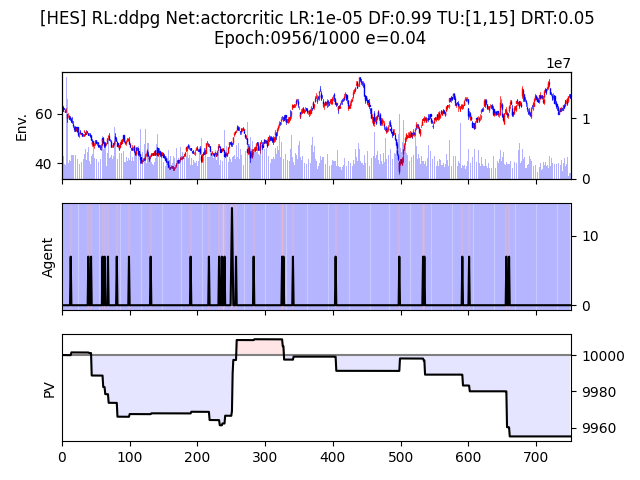 [HES] RL:ddpg Net:actorcritic LR:1e-05 DF:0.99 TU:[1,15] DRT:0.05
Epoch:0956/1000 e=0.04
1e7
Env.
60
40
1
0
Agent
10
0
PV
10000
9980
9960
0 100 200 300 400 500 600 700